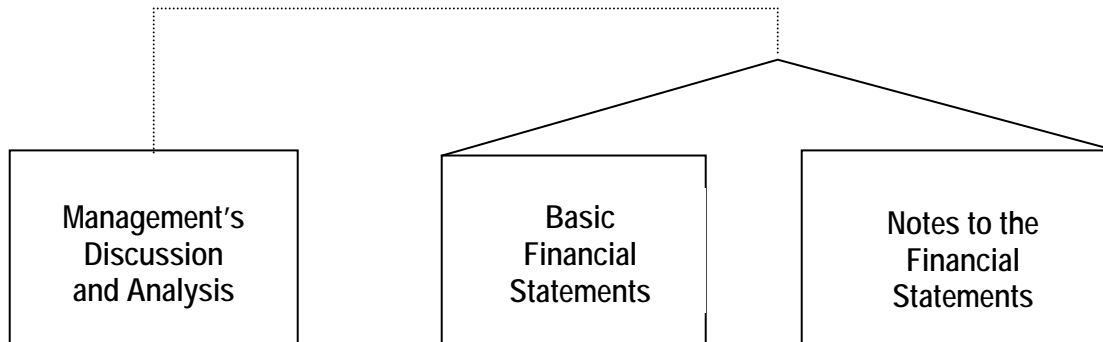 Management's
Discussion
and Analysis
Basic
Financial
Statements
Notes to the
Financial
Statements